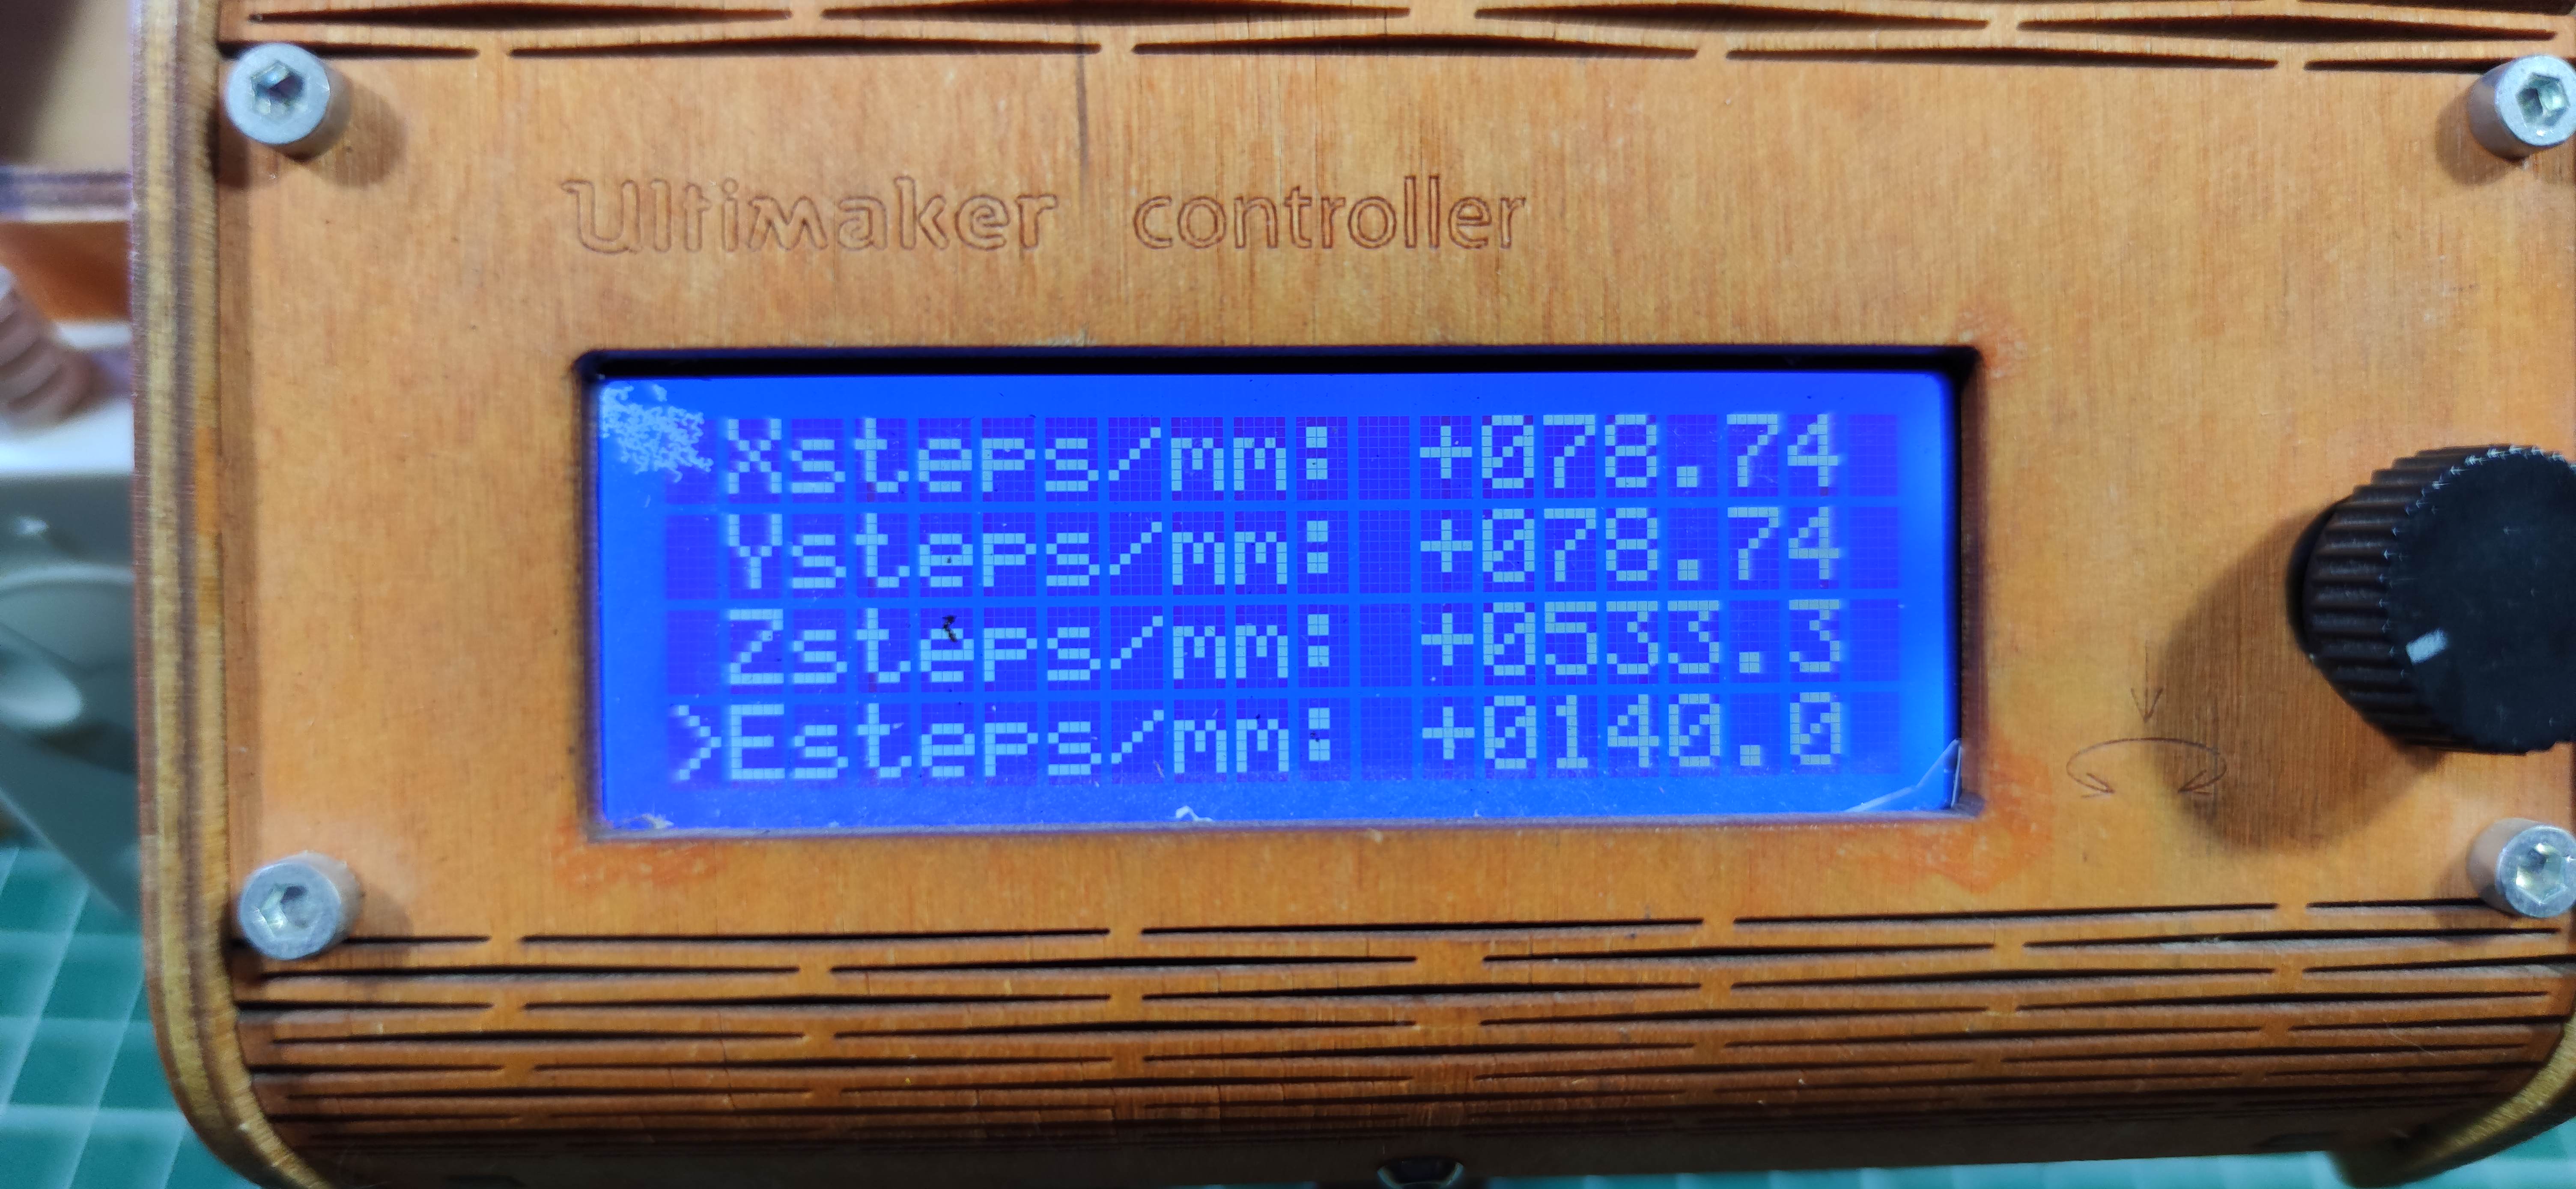 Ultimaker controller
Xsteps/mm: +078.74
Ysteps/mm: +078.74
Zsteps/mm: +0533.3
>Esteps/mm: +0140.0